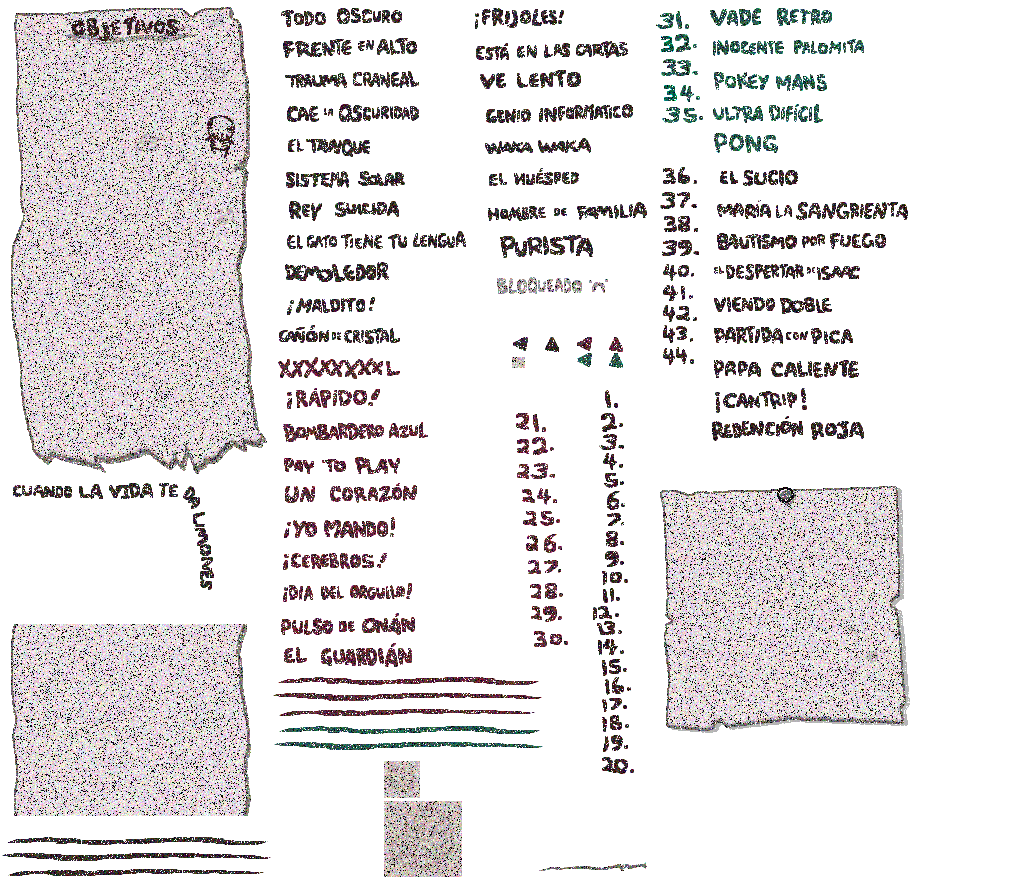 OBJETIVOS
CUANDO LA VIDA TE DA LIMONES
TODO OSCURO
FRENTE EN ALTO
TRAUMA CRANEAL
CAE LA OSCURIDAD
EL TANQUE
SISTEMA SOLAR
REY SUICIDA
EL GATO TIENE TU LENGUA
DEMOLEDOR
¡MALDITO!
CAÑÓN DE CRISTAL
XXXXXXXXL
¡RÁPIDO!
BOMBARDERO AZUL
PAY TO PLAY
UN CORAZÓN
¡YO MANDO!
¡CEREBROS!
¡DIA DEL ORGULLO!
PULSO DE ONÁN
EL GUARDIÁN
¡FRIJOLES!
ESTÁ EN LAS CARTAS
VE LENTO
GENIO INFORMATICO
WAKA WAKA
EL HUÉSPED
HOMBRE DE FAMILIA
PURISTA
BLOQUEADO "M"
21.
22.
23.
24.
25.
26.
27.
28.
29.
30.
1.
2.
3.
4.
5.
6.
7.
8.
9.
10.
11.
12.
13.
14.
15.
16.
17.
18.
19.
20.
31.
32.
33.
34.
35.
36.
37.
38.
39.
40.
41.
42.
43.
44.
VADE RETRO
INOCENTE PALOMITA
POKEY MANS
ULTRA DIFÍCIL
PONG
EL SUCIO
MARÍA LA SANGRIENTA
BAUTISMO POR FUEGO
EL DESPERTAR DE ISAAC
VIENDO DOBLE
PARTIDA CON PICA
PAPA CALIENTE
¡CANTRIP!
REDENCIÓN ROJA